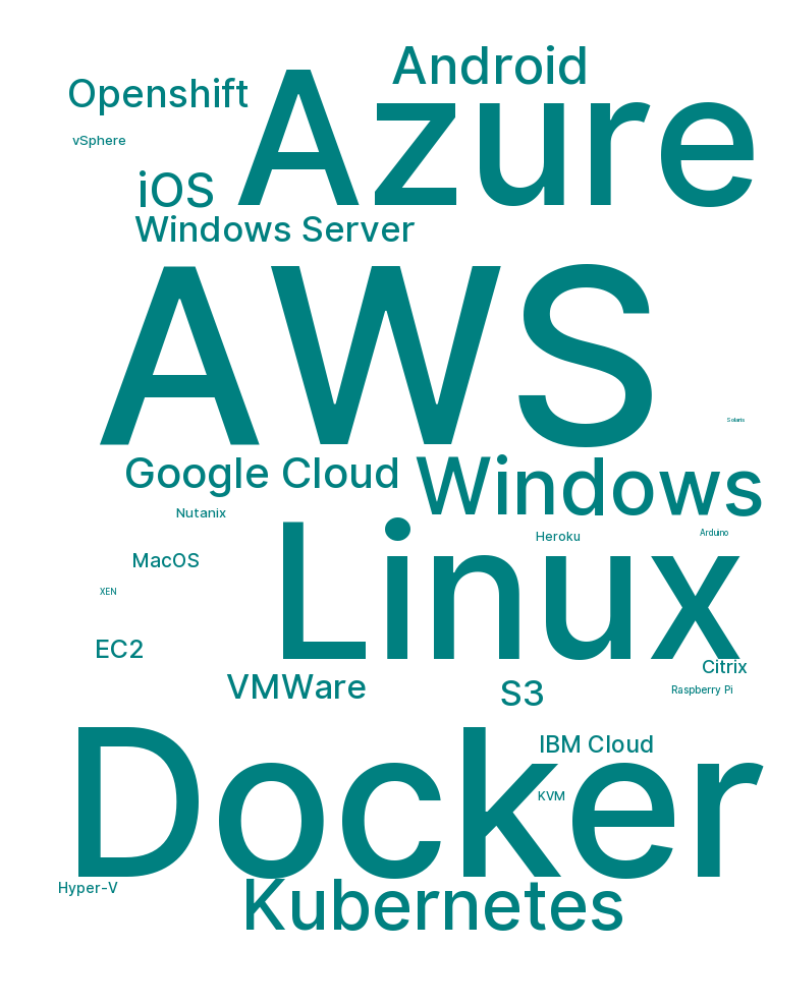 Android
Openshift
Azure
vSphere
iOS
Windows Server
AWS
Solaris
Google Cloud
Windows
Nutanix
Linux
Heroku
Arduino
MacOS
XEN
EC2
Citrix
VMWare
S3
Raspberry Pi
Docker
IBM Cloud
KVM
Hyper-V
Kubernetes